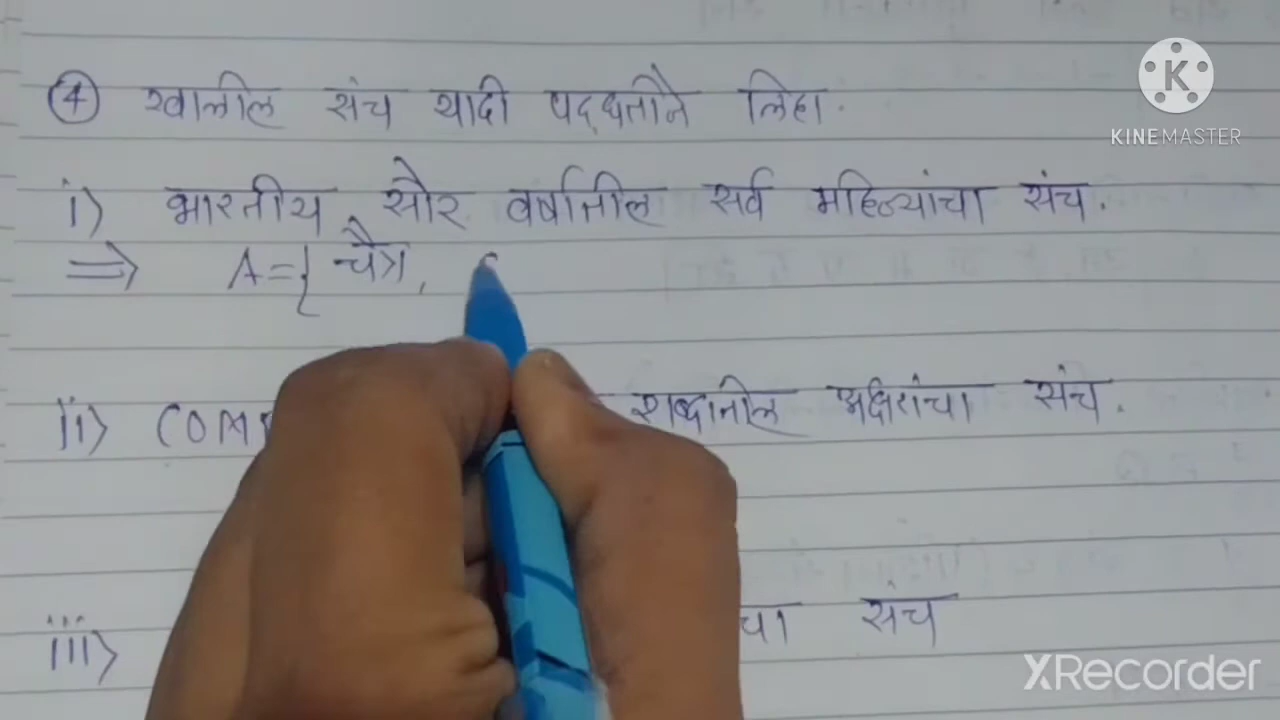 ④ खालील संच यादी पद्धतीने लिहा.
K
KINEMASTER
i) भारतीय सौर वर्षातील सर्व महिन्यांचा संच.
⇒ A = { चैत्र,
ii) COM शब्दातील अक्षरांचा संच.
iii) चा संच
XRecorder